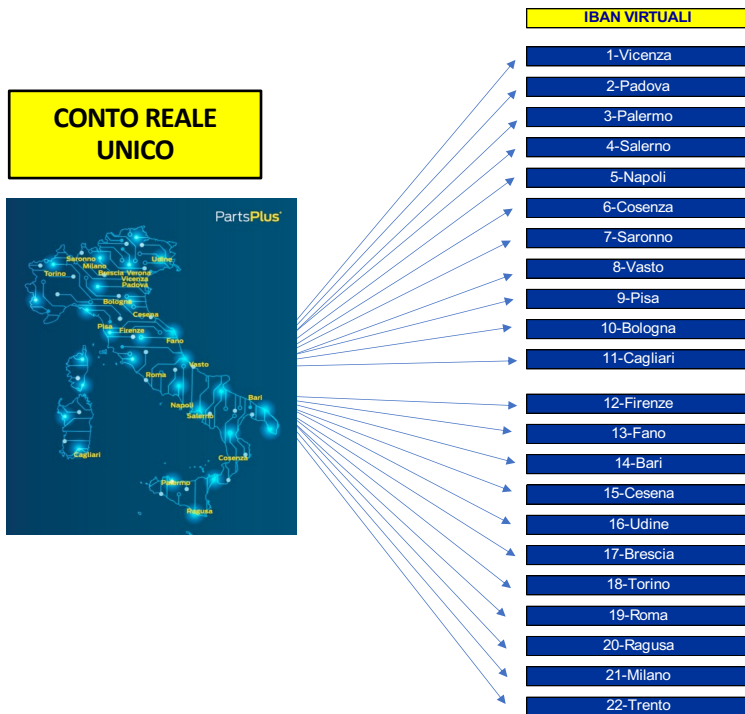 IBAN VIRTUALI
CONTO REALE
UNICO
1-Vicenza
2-Padova
3-Palermo
4-Salerno
5-Napoli
6-Cosenza
7-Saronno
8-Vasto
9-Pisa
10-Bologna
11-Cagliari
12-Firenze
13-Fano
14-Bari
15-Cesena
16-Udine
17-Brescia
18-Torino
19-Roma
20-Ragusa
21-Milano
22-Trento
PartsPlus
Saronno
Udine
Milano
Torino
Brescia Verona
Vicenza
Padova
Bologna
Cesena
Pisa
Firenze
Fano
Vasto
Roma
Bari
Napoli
Salerno
Cagliari
Cosenza
Palermo
Ragusa